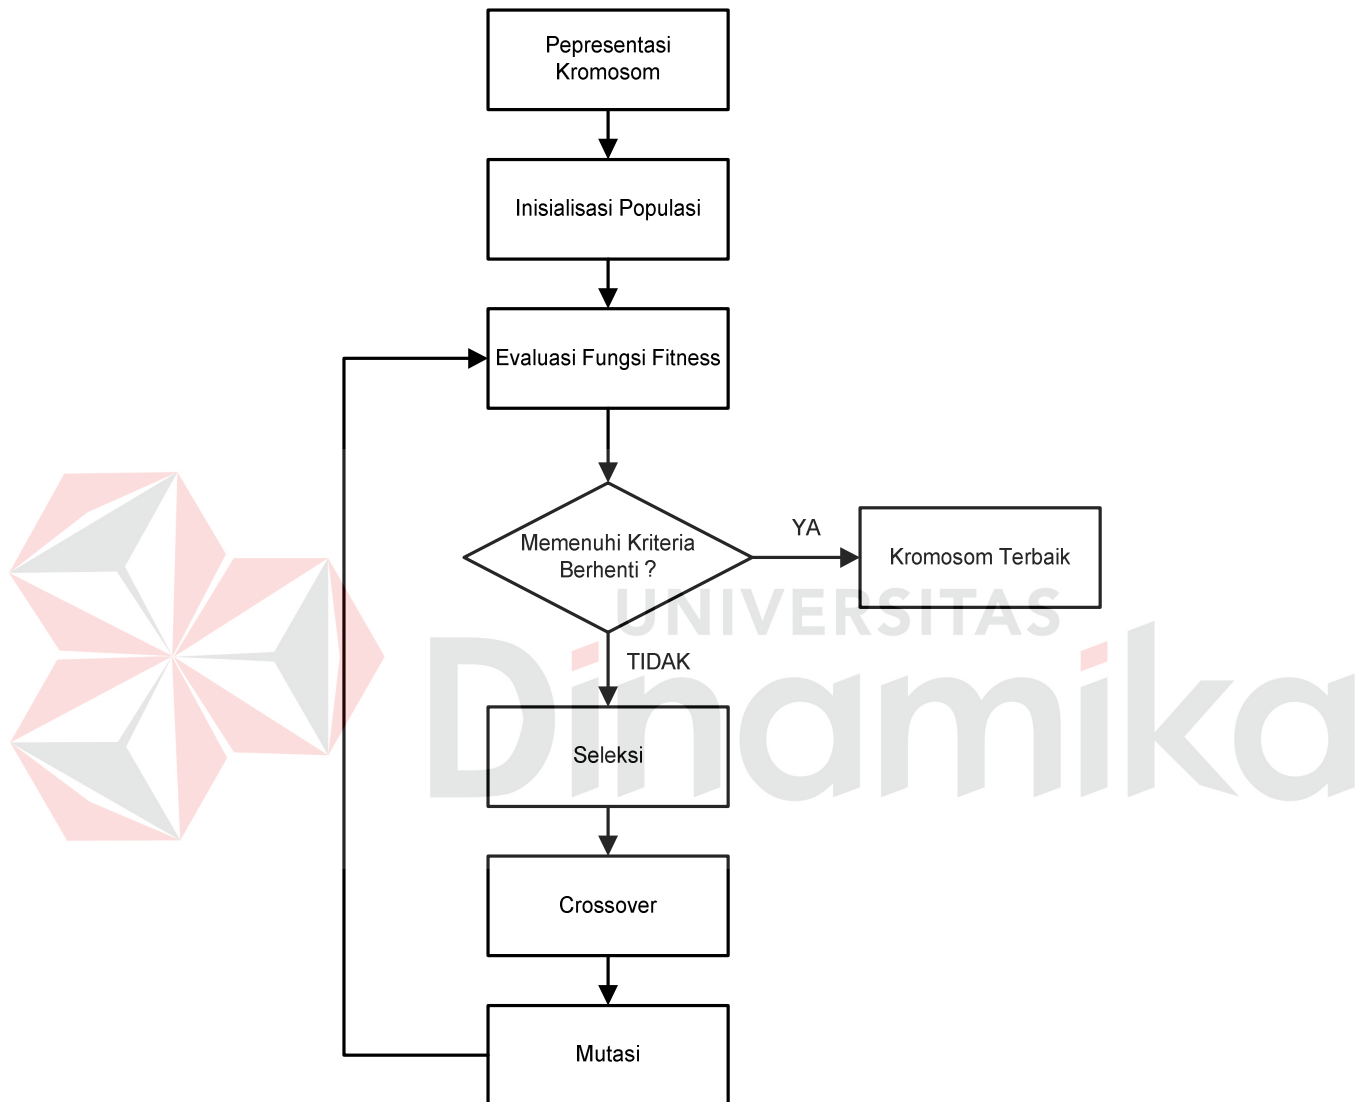 Pepresentasi
Kromosom
Inisialisasi Populasi
Evaluasi Fungsi Fitness
Memenuhi Kriteria
Berhenti ?
YA
Kromosom Terbaik
UNIVERSITAS
Dinamika
TIDAK
Seleksi
Crossover
Mutasi